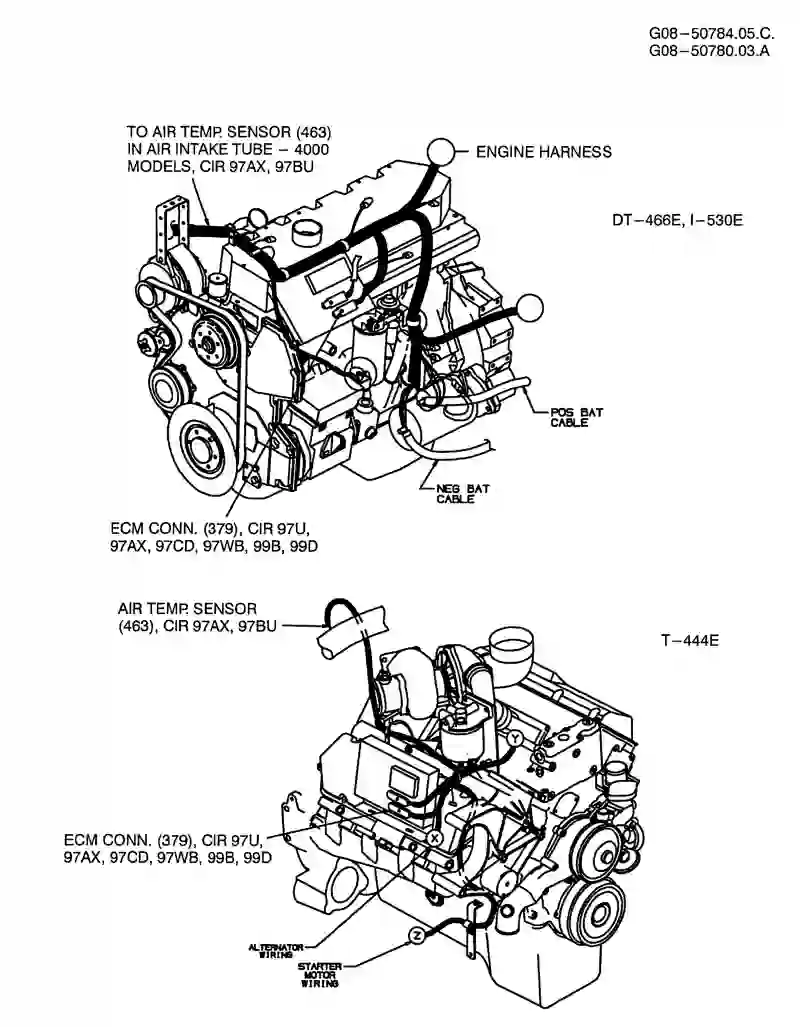 G08-50784.05.C.
G08-50780.03.A
TO AIR TEMP. SENSOR (463)
IN AIR INTAKE TUBE - 4000
MODELS, CIR 97AX, 97BU
ENGINE HARNESS
DT-466E, I-530E
POS BAT
CABLE
NEG BAT
CABLE
ECM CONN. (379), CIR 97U,
97AX, 97CD, 97WB, 99B, 99D
AIR TEMP. SENSOR
(463), CIR 97AX, 97BU
T-444E
Y
X
ECM CONN. (379), CIR 97U,
97AX, 97CD, 97WB, 99B, 99D
Z
ALTERNATOR
WIRING
STARTER
MOTOR
WIRING